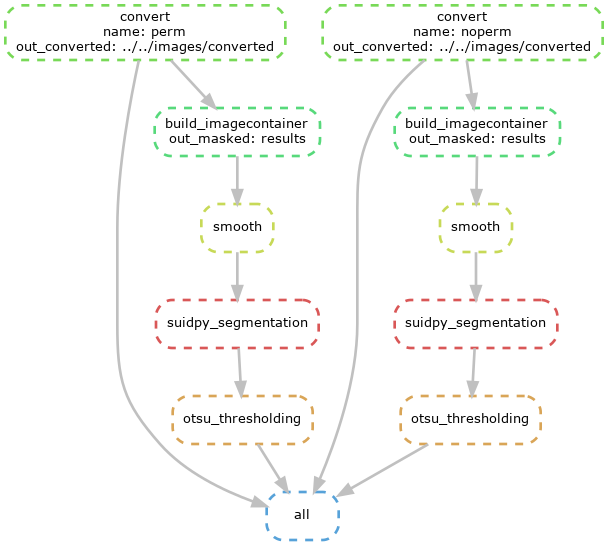 convert
name: perm
out_converted: ../../images/converted
convert
name: noperm
out_converted: ../../images/converted
build_imagecontainer
out_masked: results
build_imagecontainer
out_masked: results
smooth
smooth
suidpy_segmentation
suidpy_segmentation
otsu_thresholding
otsu_thresholding
all